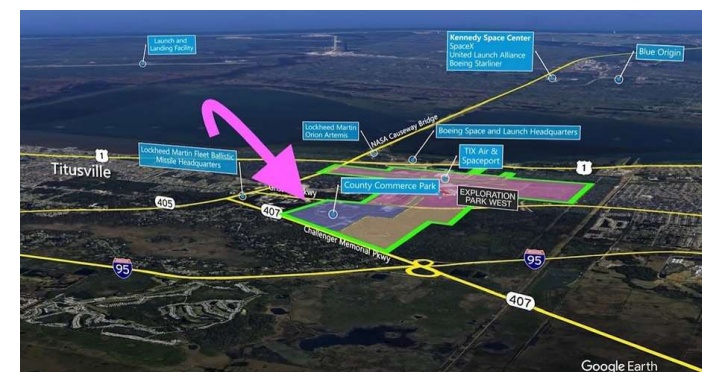 Launch and
Landing Facility
Kennedy Space Center
SpaceX
United Launch Alliance
Boeing Starliner
Blue Origin
Lockheed Martin
Orion Artemis
NASA Causeway Bridge
Boeing Space and Launch Headquarters
Lockheed Martin Fleet Ballistic
Missile Headquarters
1
TIX Air &
Spaceport
1
Titusville
County Commerce Park
EXPLORATION
PARK WEST
405
407
Challenger Memorial Pkwy
95
95
407
Google Earth